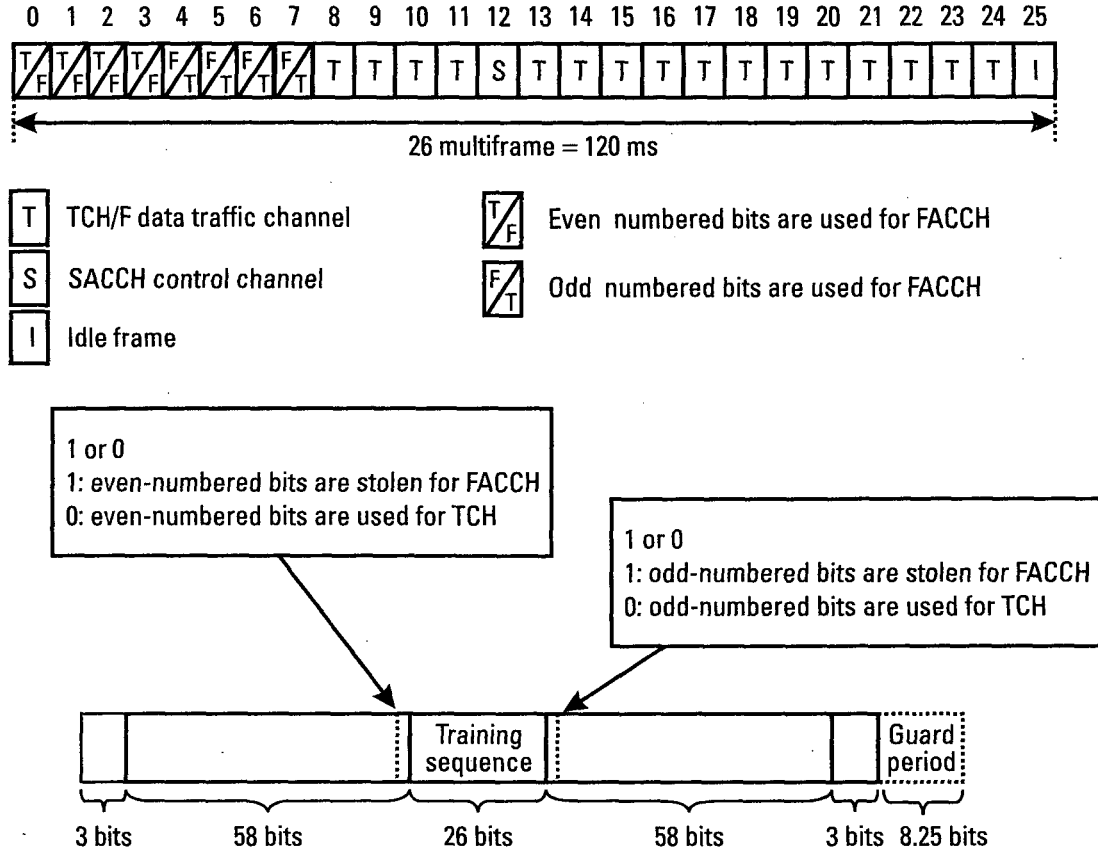 0 1 2 3 4 5 6 7 8 9 10 11 12 13 14 15 16 17 18 19 20 21 22 23 24 25
T/F T/F T/F T/F F/T F/T F/T F/T T T T T S T T T T T T T T T T T T I
26 multiframe = 120 ms
T TCH/F data traffic channel
T/F Even numbered bits are used for FACCH
S SACCH control channel
F/T Odd numbered bits are used for FACCH
I Idle frame
1 or 0
1: even-numbered bits are stolen for FACCH
0: even-numbered bits are used for TCH
1 or 0
1: odd-numbered bits are stolen for FACCH
0: odd-numbered bits are used for TCH
Training
sequence
Guard
period
3 bits 58 bits 26 bits 58 bits 3 bits 8.25 bits